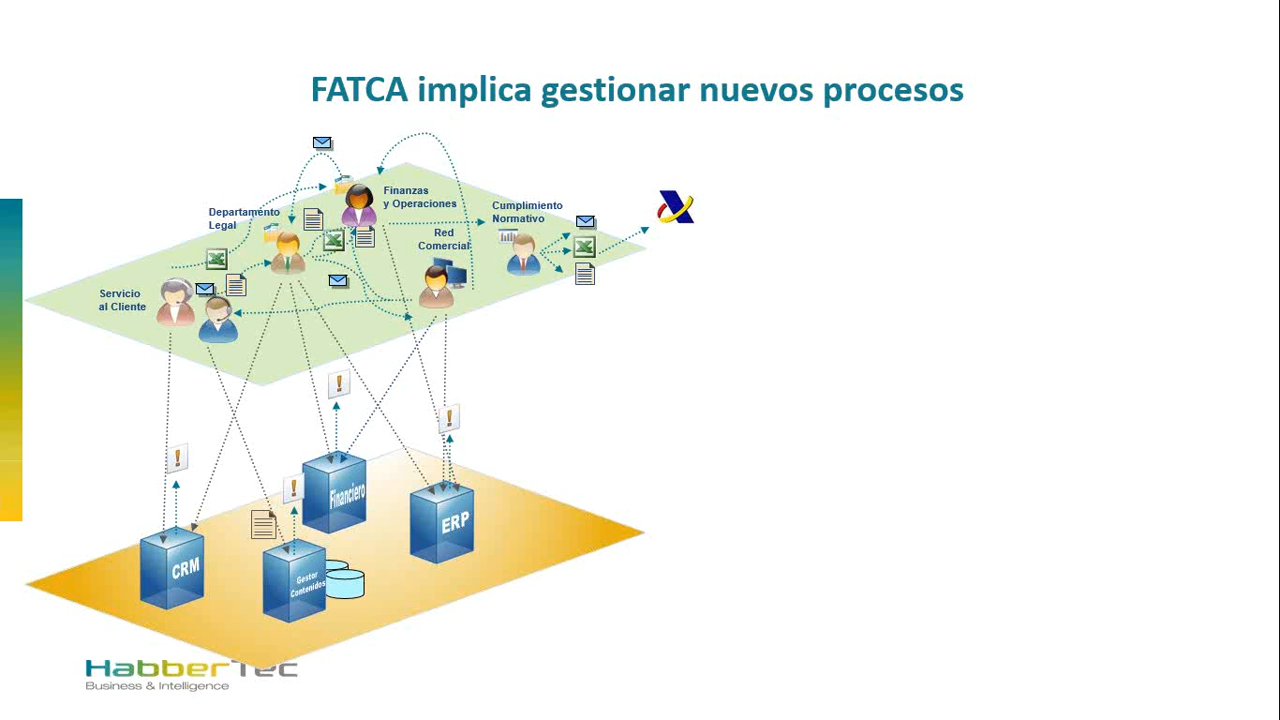 FATCA implica gestionar nuevos procesos
Finanzas
y Operaciones
Departamento
Legal
Cumplimiento
Normativo
Red
Comercial
Servicio
al Cliente
Financiero
ERP
CRM
Gestor
Contenidos
HabberTec
Business & Intelligence